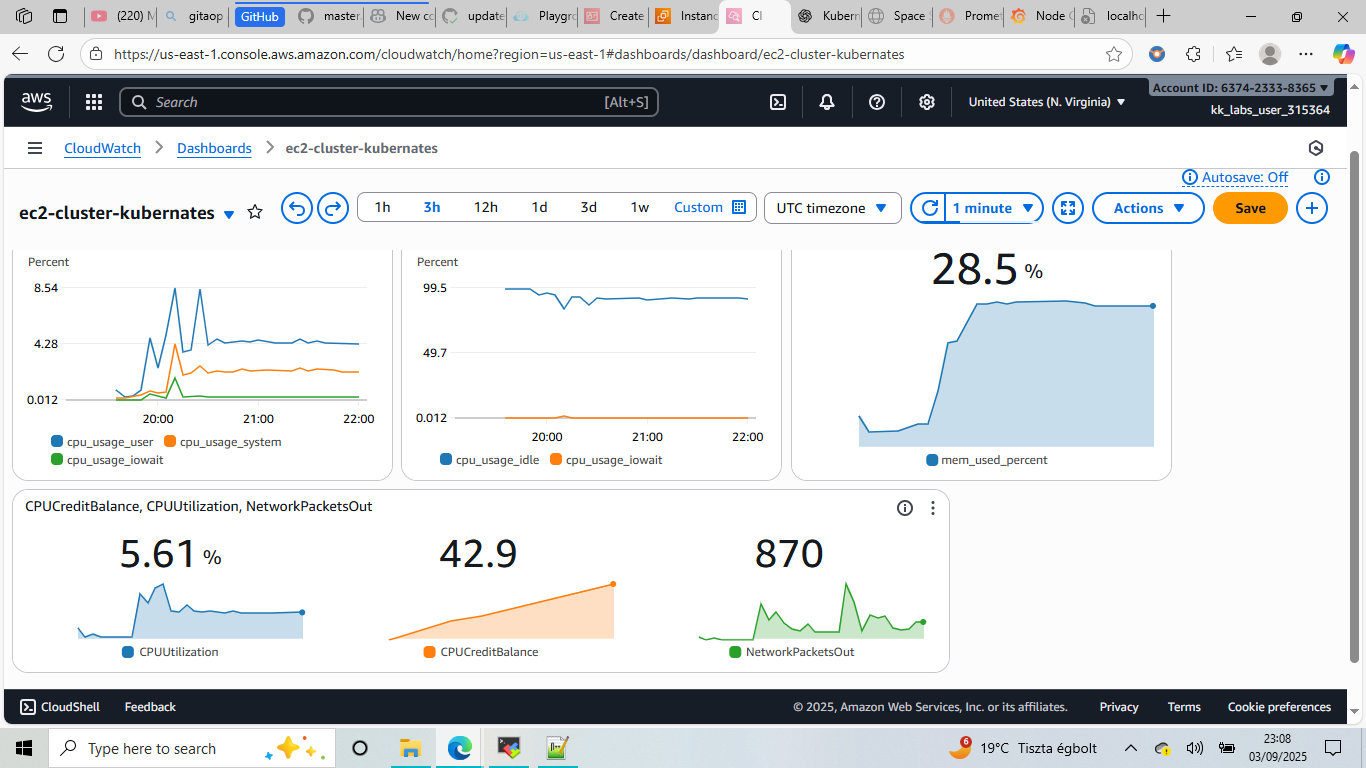 (220) M
gitaop
GitHub
master.
New cc
update
Playgro
Create
Instanc
Cl
Kubern
Space S
Promet
Node G
localhc
https://us-east-1.console.aws.amazon.com/cloudwatch/home?region=us-east-1#dashboards/dashboard/ec2-cluster-kubernates
aws
Search
[Alt+S]
United States (N. Virginia)
Account ID: 6374-2333-8365
kk_labs_user_315364
CloudWatch
Dashboards
ec2-cluster-kubernates
Autosave: Off
ec2-cluster-kubernates
1h 3h 12h 1d 3d 1w Custom
UTC timezone
1 minute
Actions
Save
Percent
8.54
4.28
0.012
20:00 21:00 22:00
cpu_usage_user cpu_usage_system
cpu_usage_iowait
Percent
99.5
49.7
0.012
20:00 21:00 22:00
cpu_usage_idle cpu_usage_iowait
28.5 %
mem_used_percent
CPUCreditBalance, CPUUtilization, NetworkPacketsOut
5.61 %
CPUUtilization
42.9
CPUCreditBalance
870
NetworkPacketsOut
CloudShell Feedback
© 2025, Amazon Web Services, Inc. or its affiliates. Privacy Terms Cookie preferences
Type here to search
6
19°C Tiszta égbolt
23:08
03/09/2025